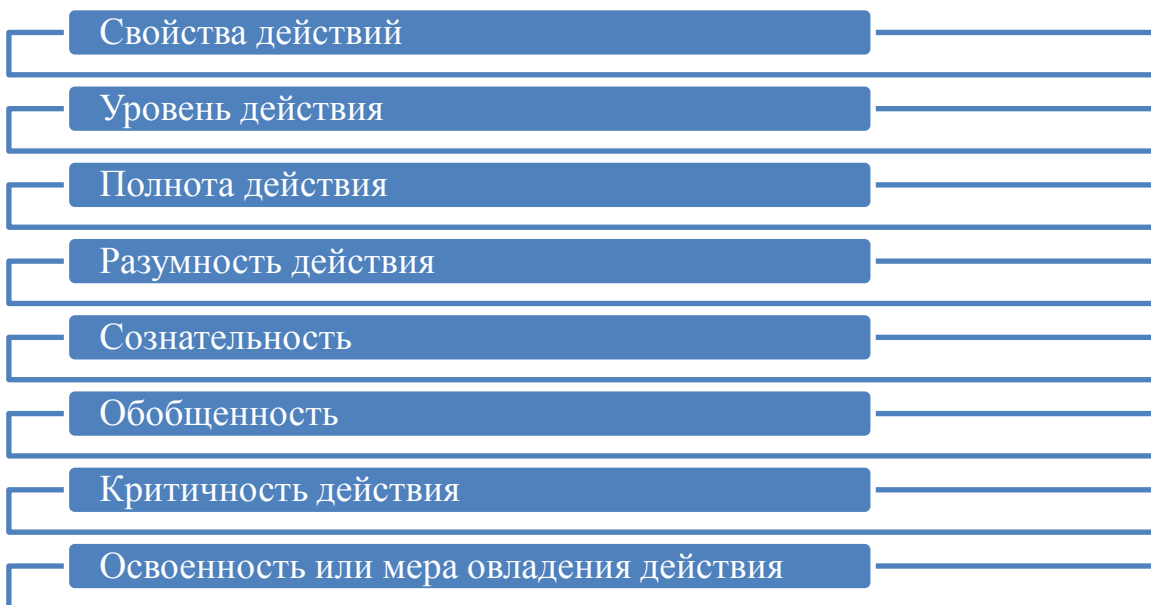 Свойства действий
Уровень действия
Полнота действия
Разумность действия
Сознательность
Обобщенность
Критичность действия
Освоенность или мера овладения действия